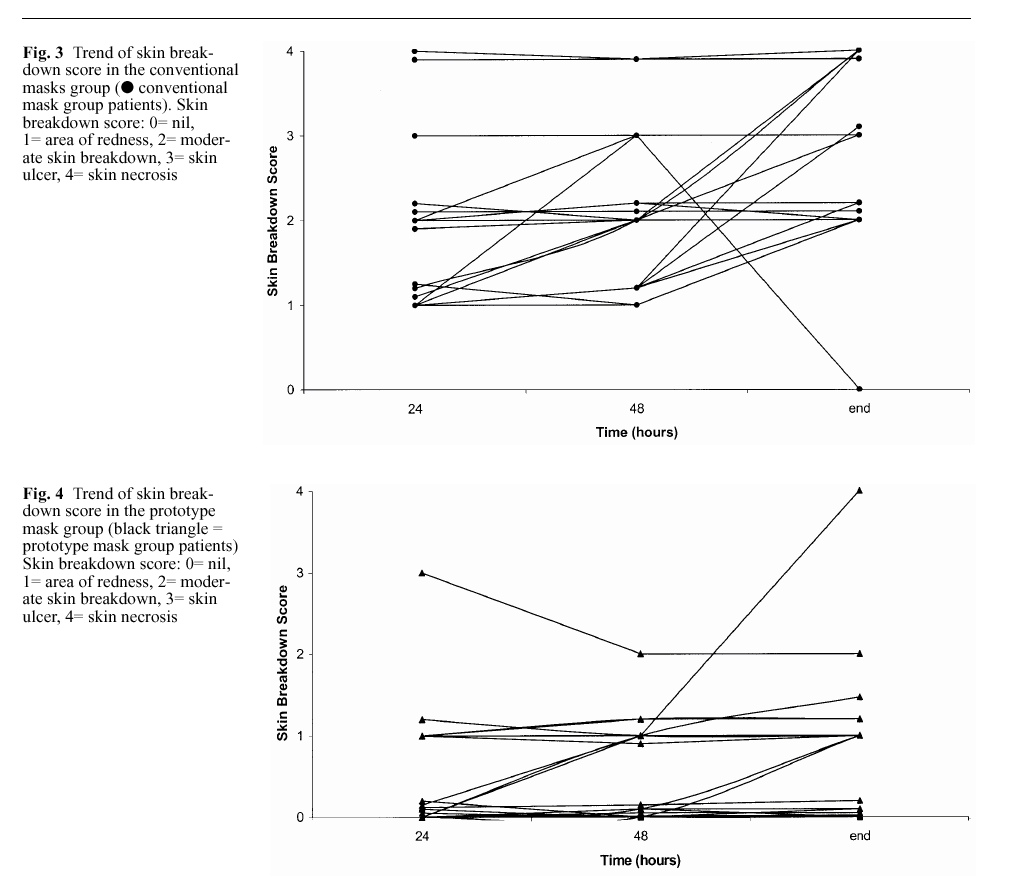 Fig. 3 Trend of skin break-
down score in the conventional
masks group (● conventional
mask group patients). Skin
breakdown score: 0= nil,
1= area of redness, 2= moder-
ate skin breakdown, 3= skin
ulcer, 4= skin necrosis
Skin Breakdown Score
4
3
2
1
0
24 48 end
Time (hours)
Fig. 4 Trend of skin break-
down score in the prototype
mask group (black triangle =
prototype mask group patients)
Skin breakdown score: 0= nil,
1= area of redness, 2= moder-
ate skin breakdown, 3= skin
ulcer, 4= skin necrosis
Skin Breakdown Score
4
3
2
1
0
24 48 end
Time (hours)